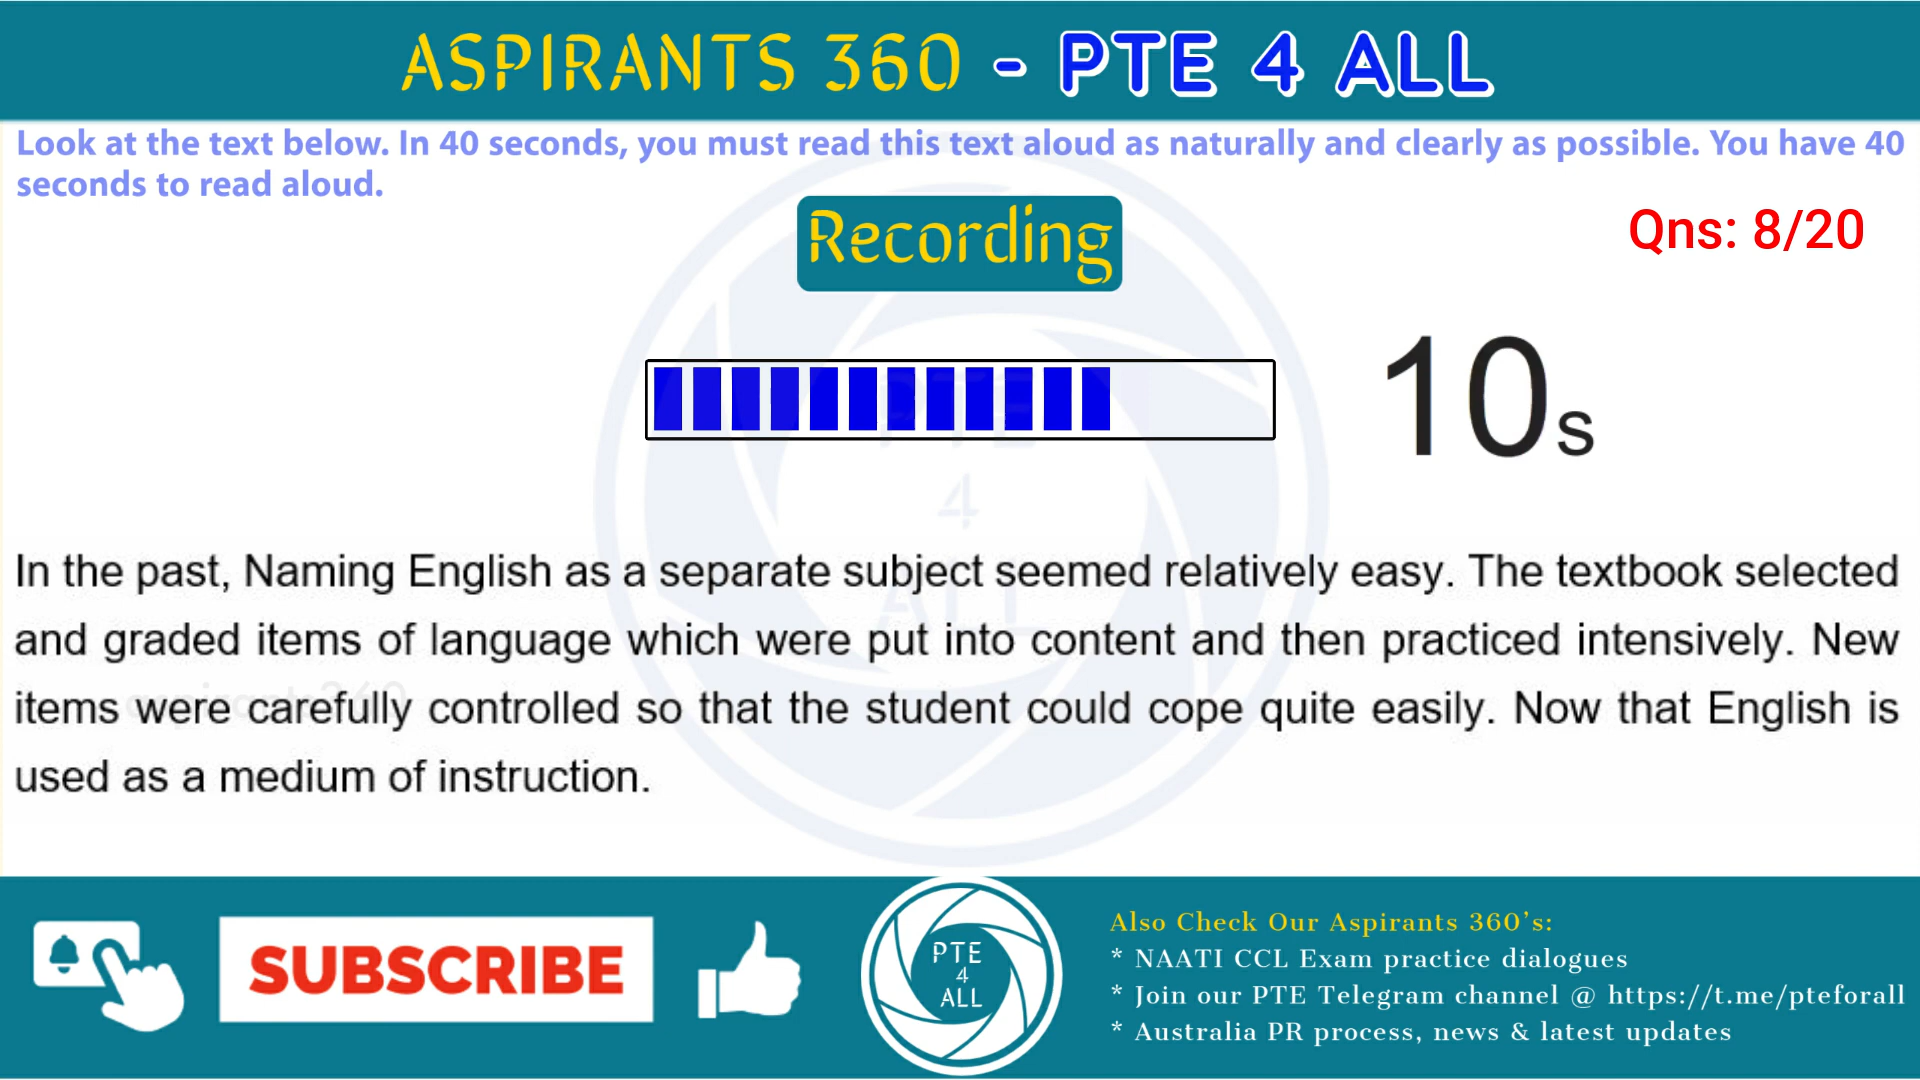 ASPIRANTS 360 - PTE 4 ALL
Look at the text below. In 40 seconds, you must read this text aloud as naturally and clearly as possible. You have 40
seconds to read aloud.
Recording
Qns: 8/20
10s
PTE
4
ALL
In the past, Naming English as a separate subject seemed relatively easy. The textbook selected
and graded items of language which were put into content and then practiced intensively. New
aspirants360
items were carefully controlled so that the student could cope quite easily. Now that English is
used as a medium of instruction.
SUBSCRIBE
PTE
4
ALL
Also Check Our Aspirants 360's:
* NAATI CCL Exam practice dialogues
* Join our PTE Telegram channel @ https://t.me/pteforall
* Australia PR process, news & latest updates